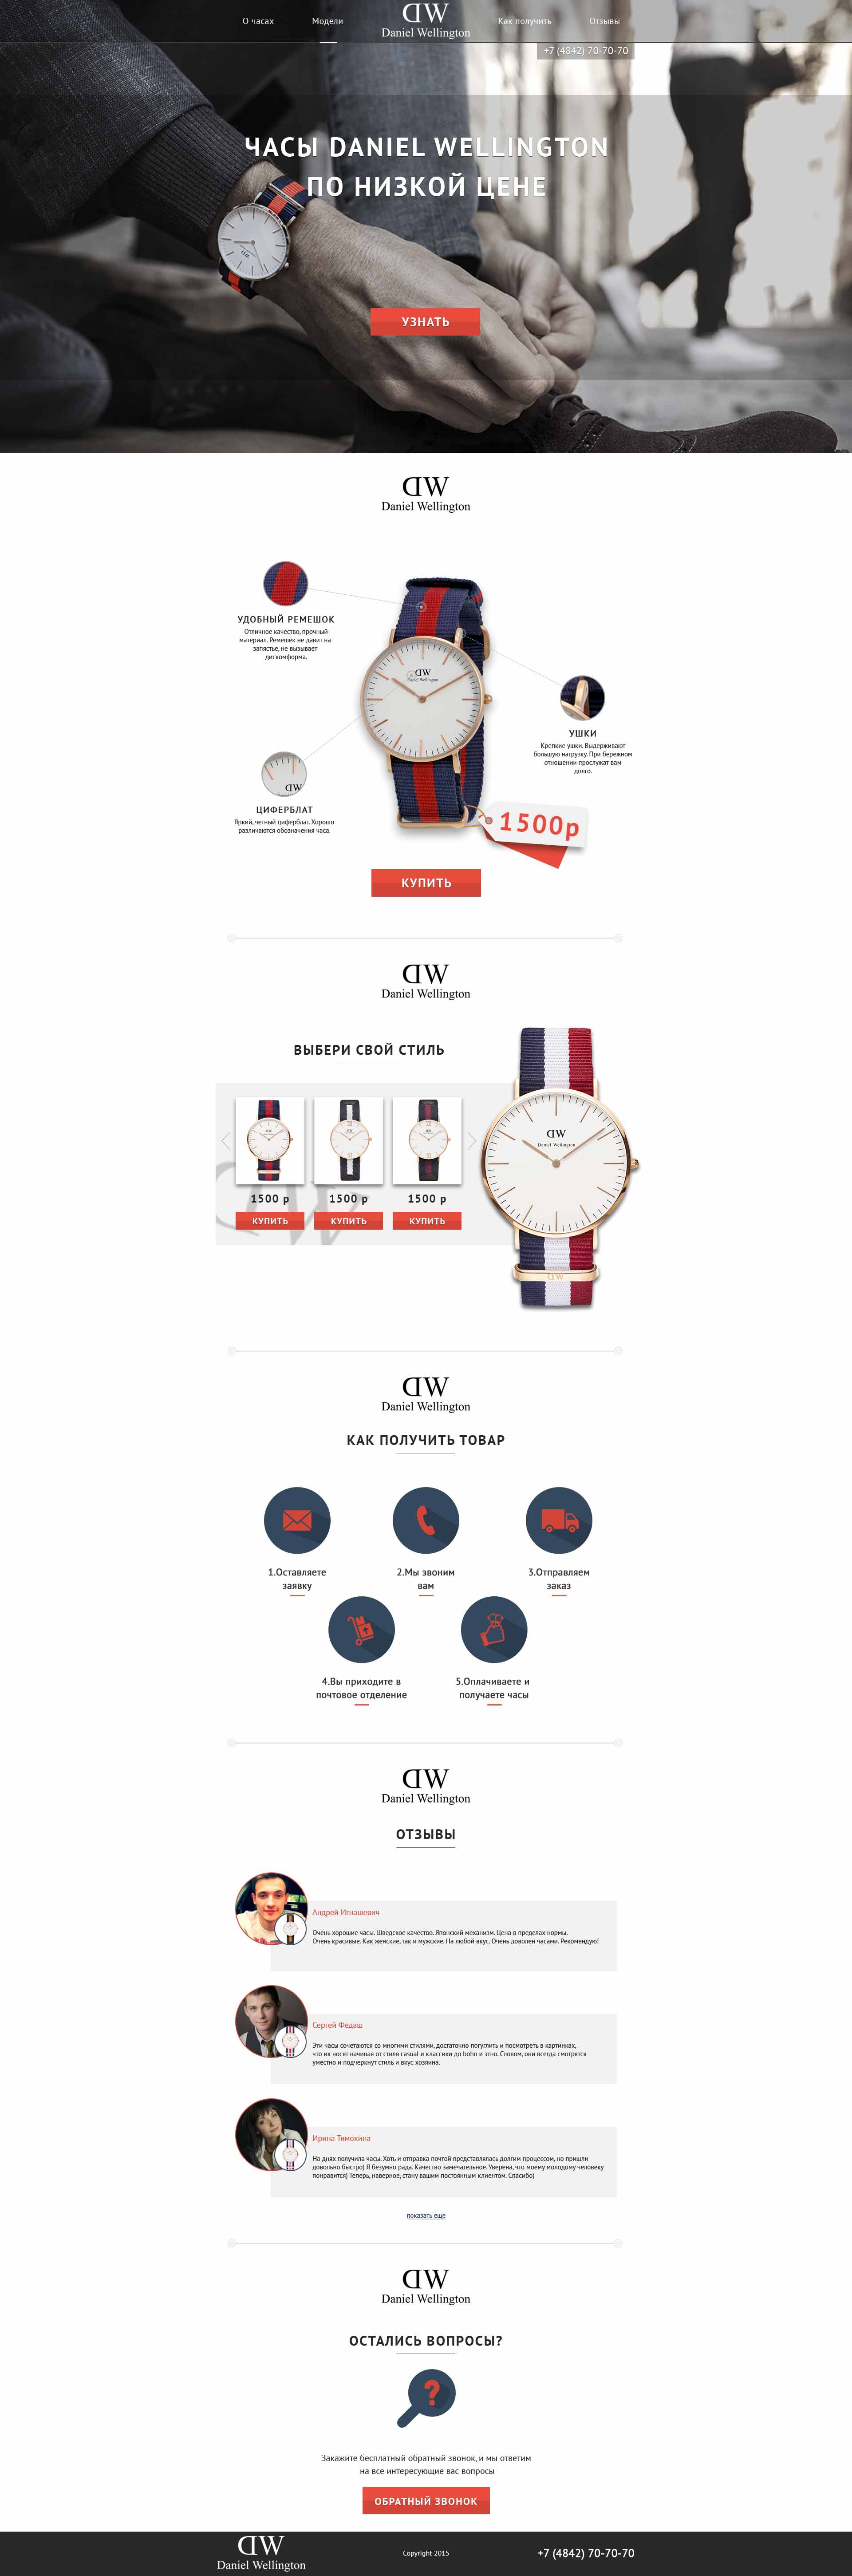 О часах
Модели
DW
Daniel Wellington
Как получить
Отзывы
+7 (4842) 70-70-70
ЧАСЫ DANIEL WELLINGTON
ПО НИЗКОЙ ЦЕНЕ
УЗНАТЬ
DW
Daniel Wellington
УДОБНЫЙ РЕМЕШОК
Отличное качество, прочный
материал. Ремешек не давит на
запястье, не вызывает
дискомформа.
DW
Daniel Wellington
УШКИ
Крепкие ушки. Выдерживают
большую нагрузку. При бережном
отношении прослужат вам
долго.
DW
ЦИФЕРБЛАТ
Яркий, четный циферблат. Хорошо
различаются обозначения часа.
1500р
КУПИТЬ
DW
Daniel Wellington
ВЫБЕРИ СВОЙ СТИЛЬ
1500 р
1500 р
1500 р
КУПИТЬ
КУПИТЬ
КУПИТЬ
DW
Daniel Wellington
DW
DW
Daniel Wellington
КАК ПОЛУЧИТЬ ТОВАР
1.Оставляете
заявку
2.Мы звоним
вам
3.Отправляем
заказ
4.Вы приходите в
почтовое отделение
5.Оплачиваете и
получаете часы
DW
Daniel Wellington
ОТЗЫВЫ
Андрей Игнашевич
Очень хорошие часы. Шведское качество. Японский механизм. Цена в пределах нормы.
Очень красивые. Как женские, так и мужские. На любой вкус. Очень доволен часами. Рекомендую!
Сергей Федаш
Эти часы сочетаются со многими стилями, достаточно погуглить и посмотреть в картинках,
что их носят начиная от стиля casual и классики до boho и этно. Словом, они всегда смотрятся
уместно и подчеркнут стиль и вкус хозяина.
Ирина Тимохина
На днях получила часы. Хоть и отправка почтой представлялась долгим процессом, но пришли
довольно быстро) Я безумно рада. Качество замечательное. Уверена, что моему молодому человеку
понравится) Теперь, наверное, стану вашим постоянным клиентом. Спасибо)
показать еще
DW
Daniel Wellington
ОСТАЛИСЬ ВОПРОСЫ?
?
Закажите бесплатный обратный звонок, и мы ответим
на все интересующие вас вопросы
ОБРАТНЫЙ ЗВОНОК
DW
Daniel Wellington
Copyright 2015
+7 (4842) 70-70-70